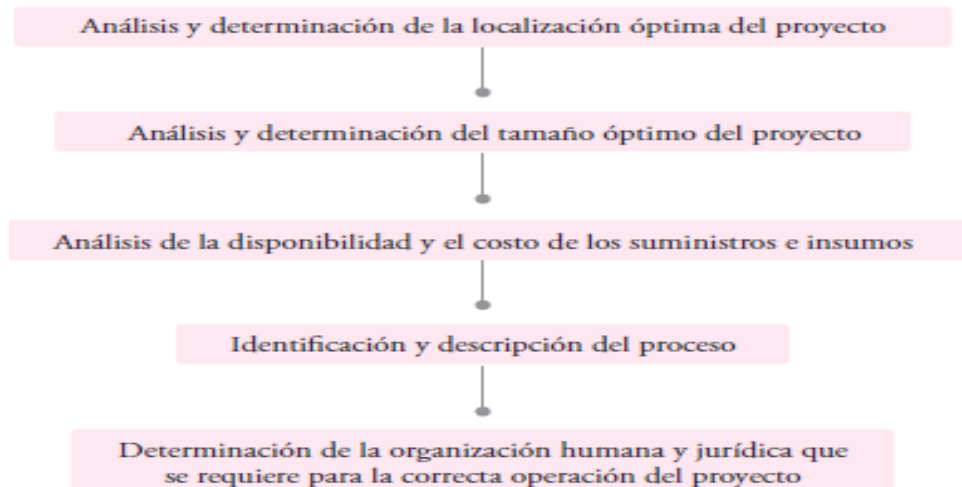 Análisis y determinación de la localización óptima del proyecto
Análisis y determinación del tamaño óptimo del proyecto
Análisis de la disponibilidad y el costo de los suministros e insumos
Identificación y descripción del proceso
Determinación de la organización humana y jurídica que
se requiere para la correcta operación del proyecto